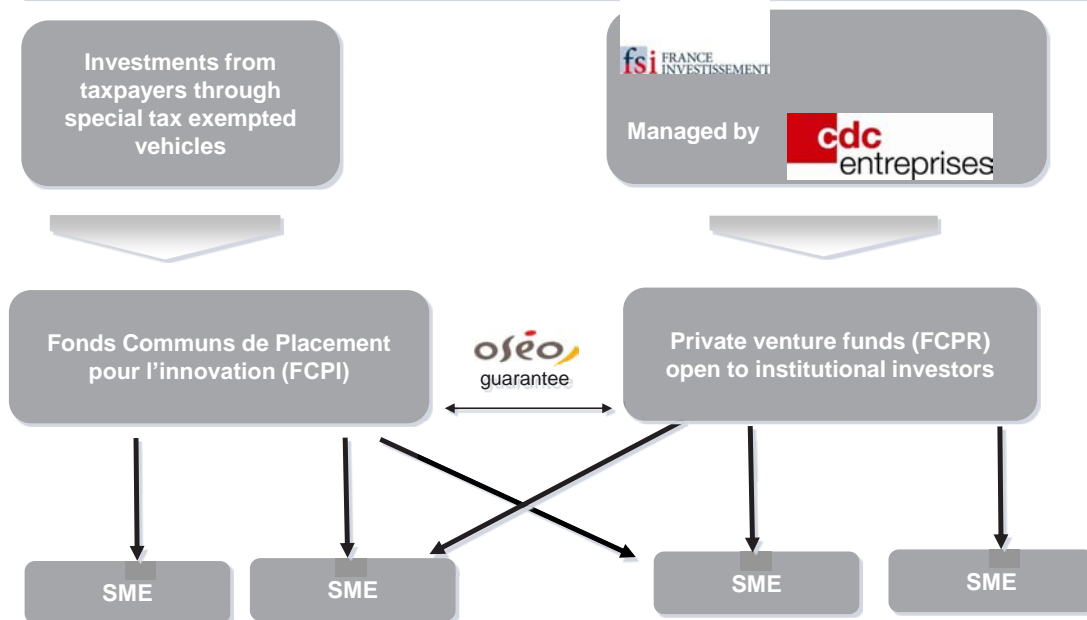 Investments from
taxpayers through
special tax exempted
vehicles
fsi FRANCE
INVESTISSEMENT
Managed by
cdc
entreprises
Fonds Communs de Placement
pour l’innovation (FCPI)
oséo
guarantee
Private venture funds (FCPR)
open to institutional investors
SME
SME
SME
SME